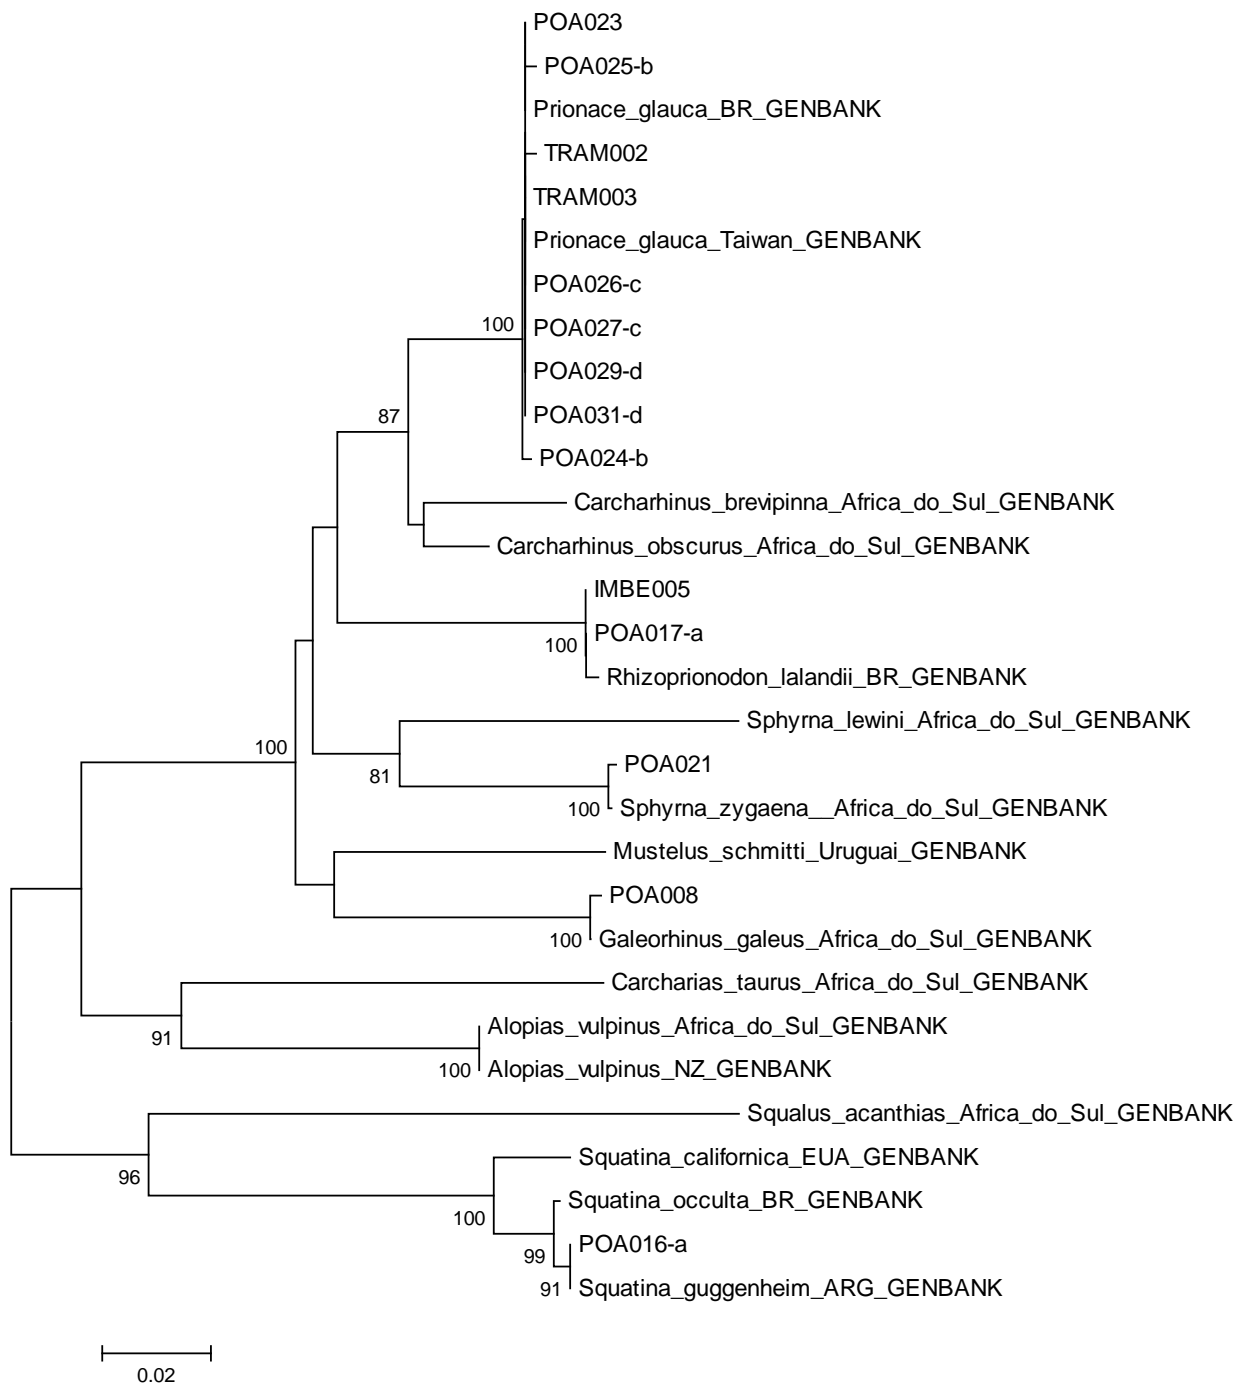 POA023
POA025-b
Prionace_glauca_BR_GENBANK
TRAM002
TRAM003
Prionace_glauca_Taiwan_GENBANK
POA026-c
100
POA027-c
POA029-d
87
POA031-d
POA024-b
Carcharhinus_brevipinna_Africa_do_Sul_GENBANK
Carcharhinus_obscurus_Africa_do_Sul_GENBANK
IMBE005
POA017-a
100
Rhizoprionodon_lalandii_BR_GENBANK
Sphyrna_lewini_Africa_do_Sul_GENBANK
100
POA021
81
100
Sphyrna_zygaena__Africa_do_Sul_GENBANK
Mustelus_schmitti_Uruguai_GENBANK
POA008
100
Galeorhinus_galeus_Africa_do_Sul_GENBANK
Carcharias_taurus_Africa_do_Sul_GENBANK
Alopias_vulpinus_Africa_do_Sul_GENBANK
91
100
Alopias_vulpinus_NZ_GENBANK
Squalus_acanthias_Africa_do_Sul_GENBANK
Squatina_californica_EUA_GENBANK
96
Squatina_occulta_BR_GENBANK
100
POA016-a
99
91
Squatina_guggenheim_ARG_GENBANK
0.02